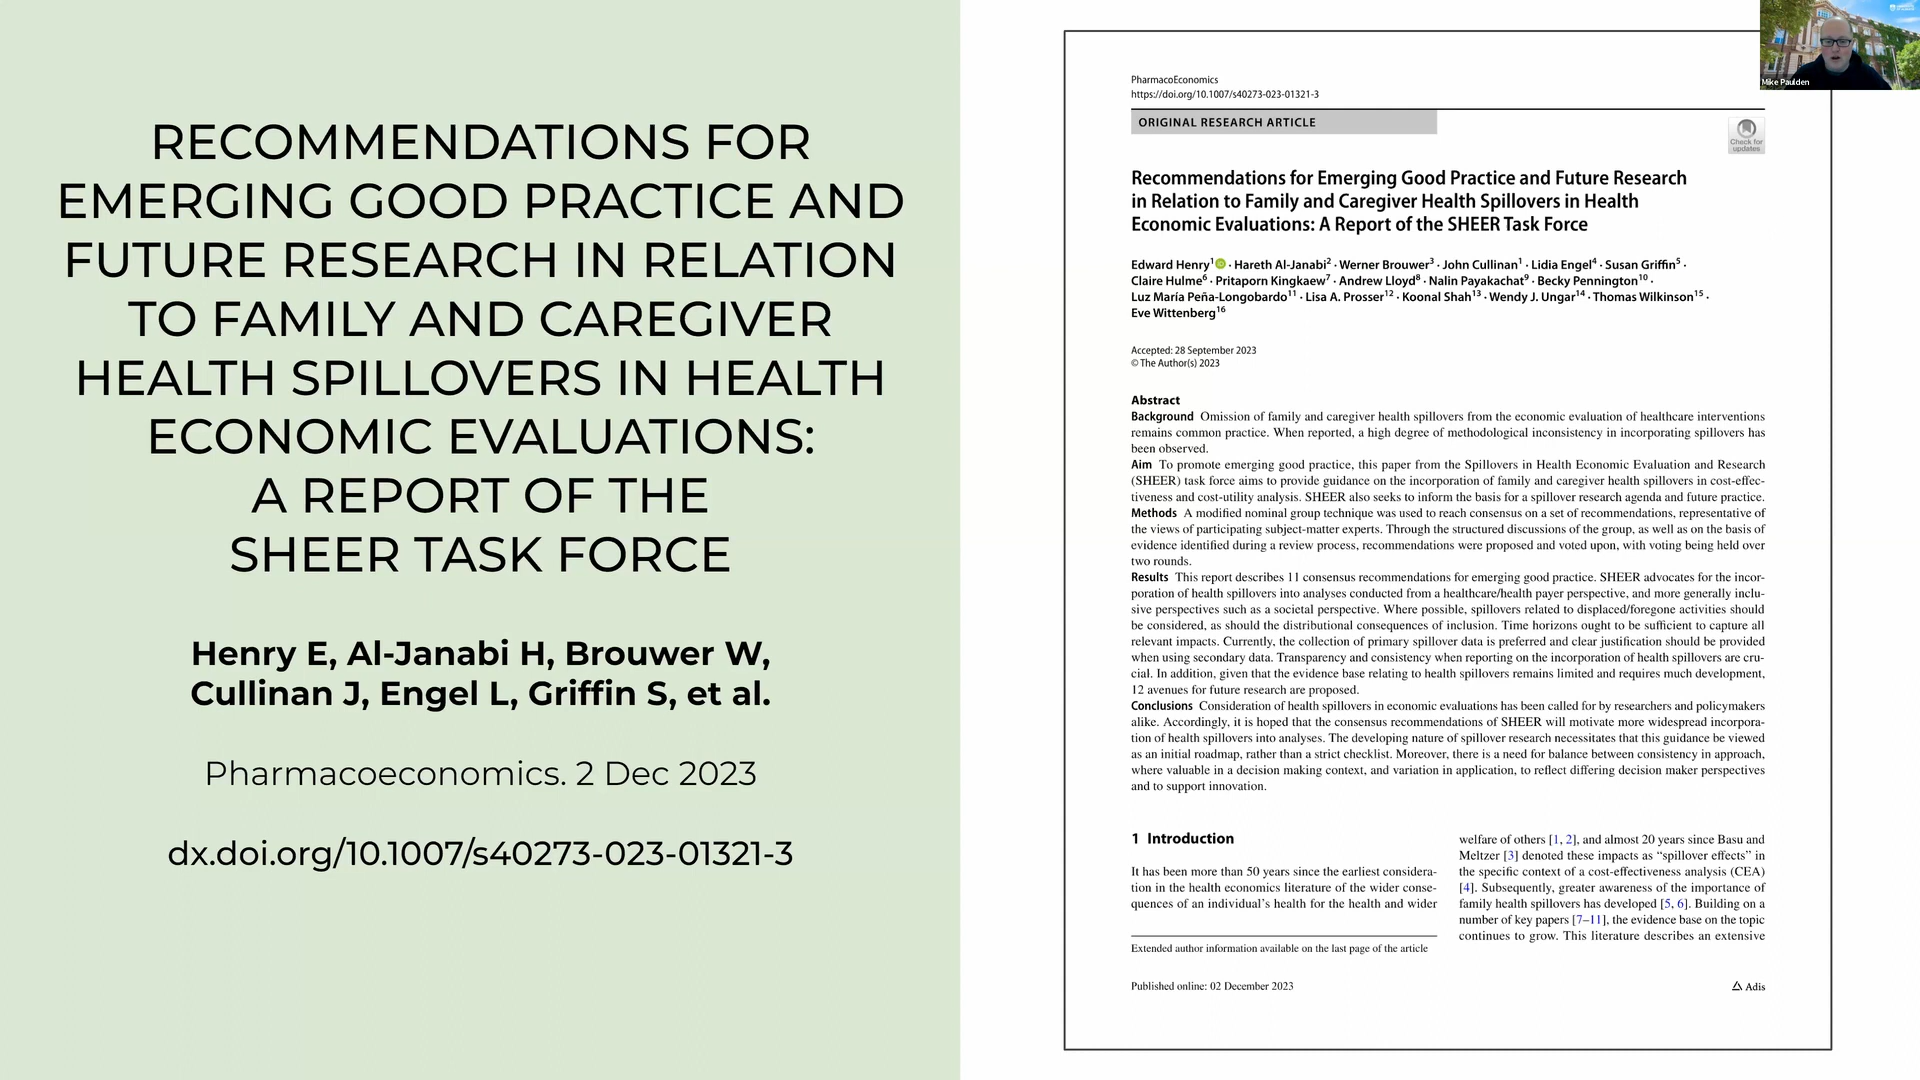 RECOMMENDATIONS FOR
EMERGING GOOD PRACTICE AND
FUTURE RESEARCH IN RELATION
TO FAMILY AND CAREGIVER
HEALTH SPILLOVERS IN HEALTH
ECONOMIC EVALUATIONS:
A REPORT OF THE
SHEER TASK FORCE
Henry E, Al-Janabi H, Brouwer W,
Cullinan J, Engel L, Griffin S, et al.
Pharmacoeconomics. 2 Dec 2023
dx.doi.org/10.1007/s40273-023-01321-3
PharmacoEconomics
https://doi.org/10.1007/s40273-023-01321-3
ORIGINAL RESEARCH ARTICLE
Check for
updates
Recommendations for Emerging Good Practice and Future Research
in Relation to Family and Caregiver Health Spillovers in Health
Economic Evaluations: A Report of the SHEER Task Force
Edward Henry1 · Hareth Al-Janabi2 · Werner Brouwer3 · John Cullinan1 · Lidia Engel4 · Susan Griffin5 ·
Claire Hulme6 · Pritaporn Kingkaew7 · Andrew Lloyd8 · Nalin Payakachat9 · Becky Pennington10 ·
Luz María Peña-Longobardo11 · Lisa A. Prosser12 · Koonal Shah13 · Wendy J. Ungar14 · Thomas Wilkinson15 ·
Eve Wittenberg16
Accepted: 28 September 2023
© The Author(s) 2023
Abstract
Background Omission of family and caregiver health spillovers from the economic evaluation of healthcare interventions
remains common practice. When reported, a high degree of methodological inconsistency in incorporating spillovers has
been observed.
Aim To promote emerging good practice, this paper from the Spillovers in Health Economic Evaluation and Research
(SHEER) task force aims to provide guidance on the incorporation of family and caregiver health spillovers in cost-effec-
tiveness and cost-utility analysis. SHEER also seeks to inform the basis for a spillover research agenda and future practice.
Methods A modified nominal group technique was used to reach consensus on a set of recommendations, representative of
the views of participating subject-matter experts. Through the structured discussions of the group, as well as on the basis of
evidence identified during a review process, recommendations were proposed and voted upon, with voting being held over
two rounds.
Results This report describes 11 consensus recommendations for emerging good practice. SHEER advocates for the incor-
poration of health spillovers into analyses conducted from a healthcare/health payer perspective, and more generally inclu-
sive perspectives such as a societal perspective. Where possible, spillovers related to displaced/foregone activities should
be considered, as should the distributional consequences of inclusion. Time horizons ought to be sufficient to capture all
relevant impacts. Currently, the collection of primary spillover data is preferred and clear justification should be provided
when using secondary data. Transparency and consistency when reporting on the incorporation of health spillovers are cru-
cial. In addition, given that the evidence base relating to health spillovers remains limited and requires much development,
12 avenues for future research are proposed.
Conclusions Consideration of health spillovers in economic evaluations has been called for by researchers and policymakers
alike. Accordingly, it is hoped that the consensus recommendations of SHEER will motivate more widespread incorpora-
tion of health spillovers into analyses. The developing nature of spillover research necessitates that this guidance be viewed
as an initial roadmap, rather than a strict checklist. Moreover, there is a need for balance between consistency in approach,
where valuable in a decision making context, and variation in application, to reflect differing decision maker perspectives
and to support innovation.
1 Introduction
It has been more than 50 years since the earliest considera-
tion in the health economics literature of the wider conse-
quences of an individual's health for the health and wider
Extended author information available on the last page of the article
welfare of others [1, 2], and almost 20 years since Basu and
Meltzer [3] denoted these impacts as “spillover effects” in
the specific context of a cost-effectiveness analysis (CEA)
[4]. Subsequently, greater awareness of the importance of
family health spillovers has developed [5, 6]. Building on a
number of key papers [7–11], the evidence base on the topic
continues to grow. This literature describes an extensive
Published online: 02 December 2023
Adis
Mike Paulden